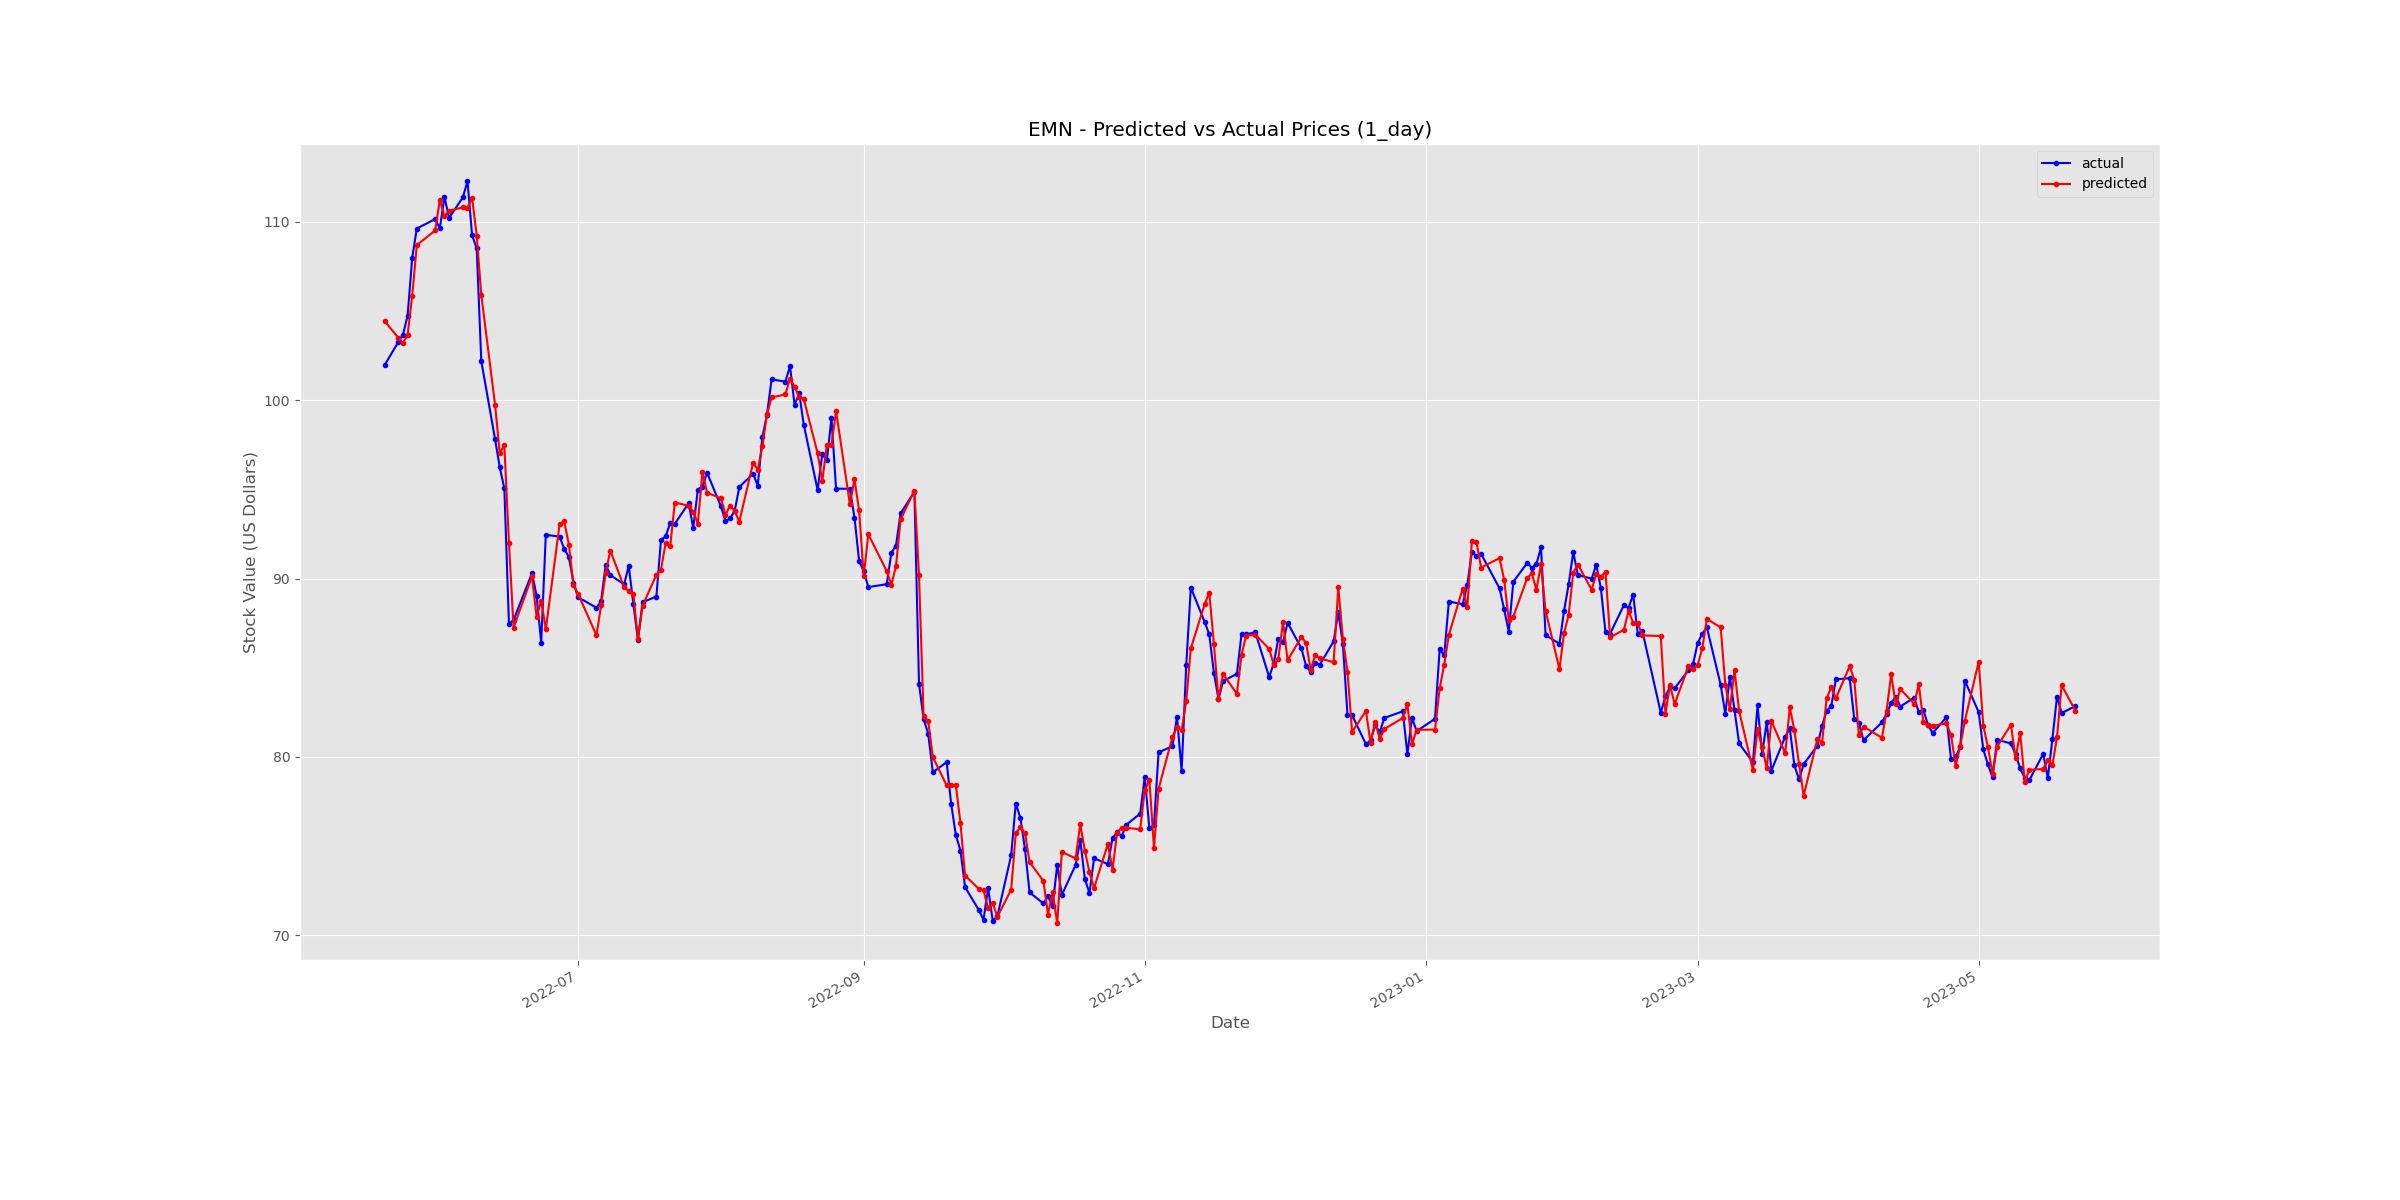 EMN - Predicted vs Actual Prices (1_day)
actual
predicted
Stock Value (US Dollars)
110
100
90
80
70
2022-07
2022-09
2022-11
2023-01
2023-03
2023-05
Date